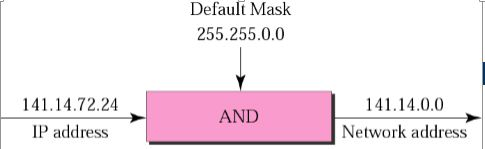 Default Mask
255.255.0.0
141.14.72.24
IP address
AND
141.14.0.0
Network address